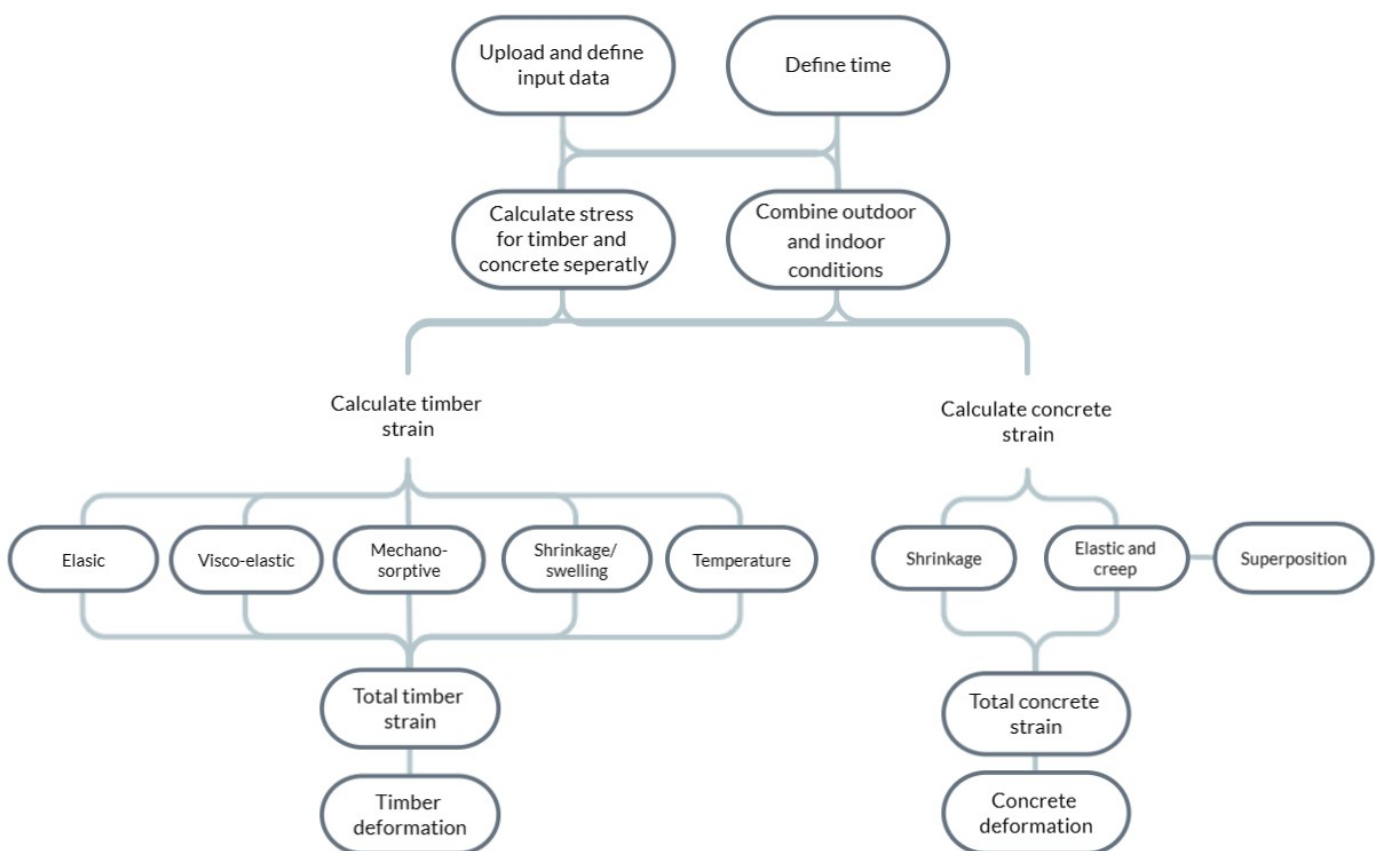 Upload and define
input data
Define time
Calculate stress
for timber and
concrete seperatly
Combine outdoor
and indoor
conditions
Calculate timber
strain
Calculate concrete
strain
Elasic
Visco-elastic
Mechano-
sorptive
Shrinkage/
swelling
Temperature
Shrinkage
Elastic and
creep
Superposition
Total timber
strain
Total concrete
strain
Timber
deformation
Concrete
deformation